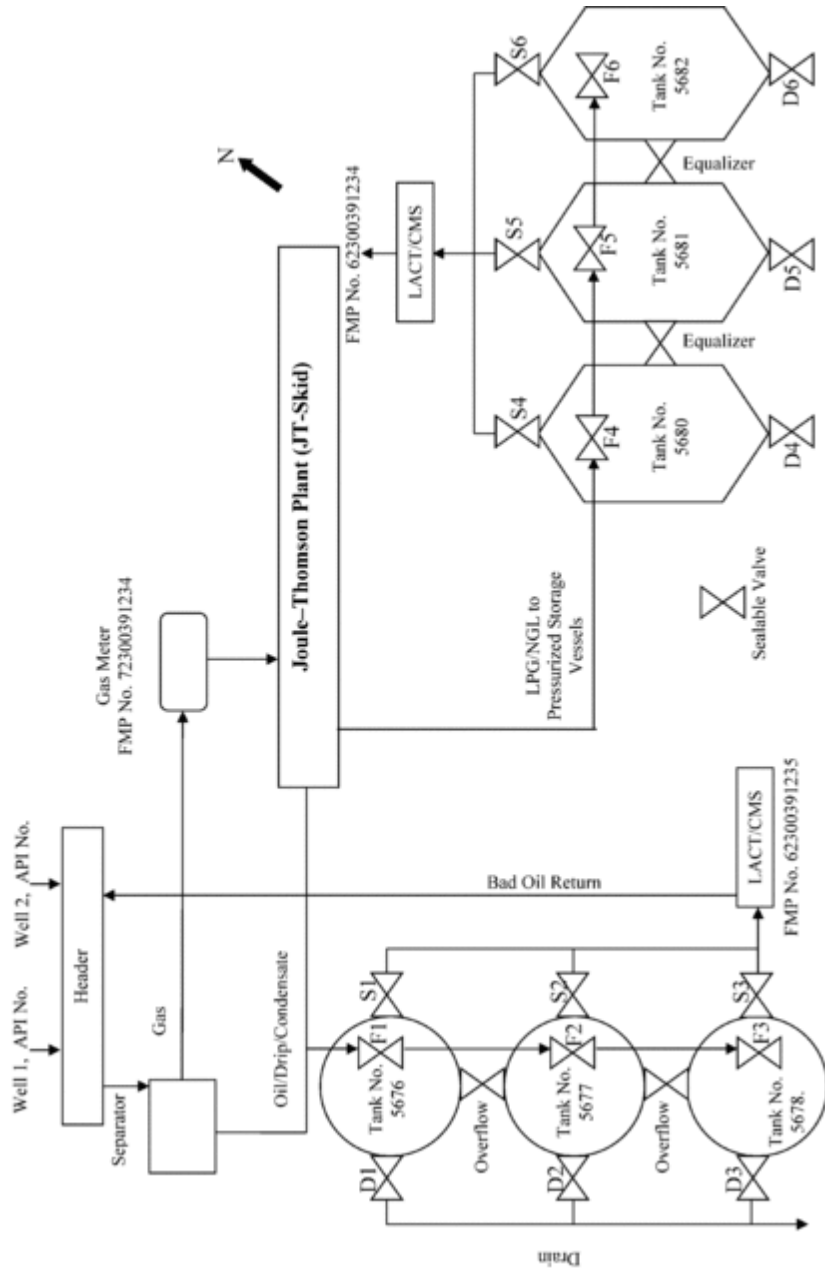 Well 1, API No.
Well 2, API No.
Header
Separator
Gas
Gas Meter
FMP No. 72300391234
N
Joule–Thomson Plant (JT-Skid)
Oil/Drip/Condensate
Bad Oil Return
LPG/NGL to
Pressurized Storage
Vessels
FMP No. 62300391234
LACT/CMS
D1
Tank No.
5676
F1
S1
Overflow
D2
Tank No.
5677
F2
S2
Overflow
D3
Tank No.
5678.
F3
S3
Drain
LACT/CMS
FMP No. 62300391235
S4
F4
Tank No.
5680
D4
Equalizer
S5
F5
Tank No.
5681
D5
Equalizer
S6
F6
Tank No.
5682
D6
Sealable Valve